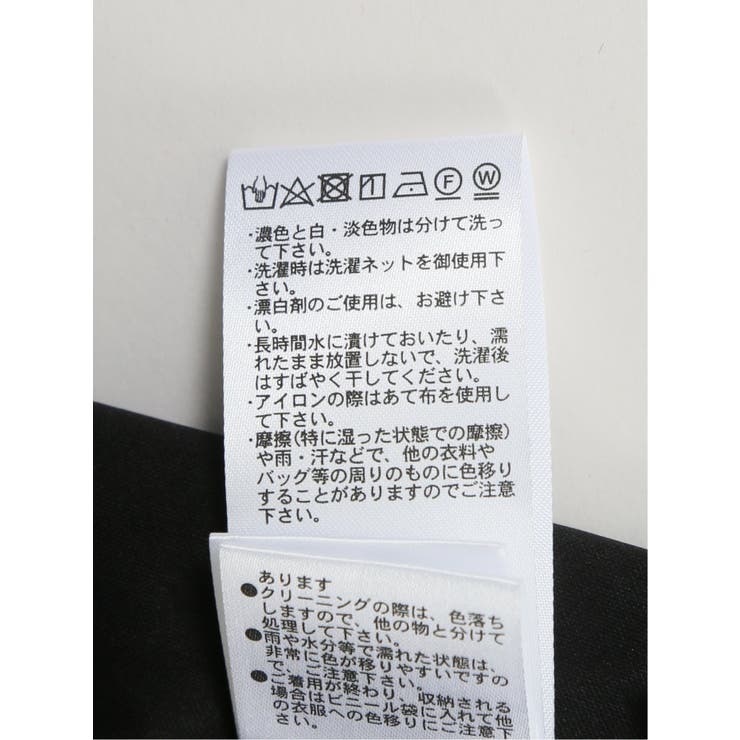 F W
・濃色と白・淡色物は分けて洗っ
て下さい。
・洗濯時は洗濯ネットを御使用下
さい。
・漂白剤のご使用は、お避け下さ
い。
・長時間水に漬けておいたり、濡
れたまま放置しないで、洗濯後
はすばやく干してください。
・アイロンの際はあて布を使用し
て下さい。
・摩擦(特に湿った状態での摩擦)
や雨・汗などで、他の衣料や
バッグ等の周りのものに色移り
することがありますのでご注意
下さい。
あります
●クリーニングの際は、色落ち
しますので、他の物と分けて
処理して下さい。
●雨や水分等で濡れた状態は、
非常に色が移りやすいですの
で、ご注意下さい。
●ご着用が終わり、収納される
場合はビニール袋に入れて他
の衣服への色移りにご